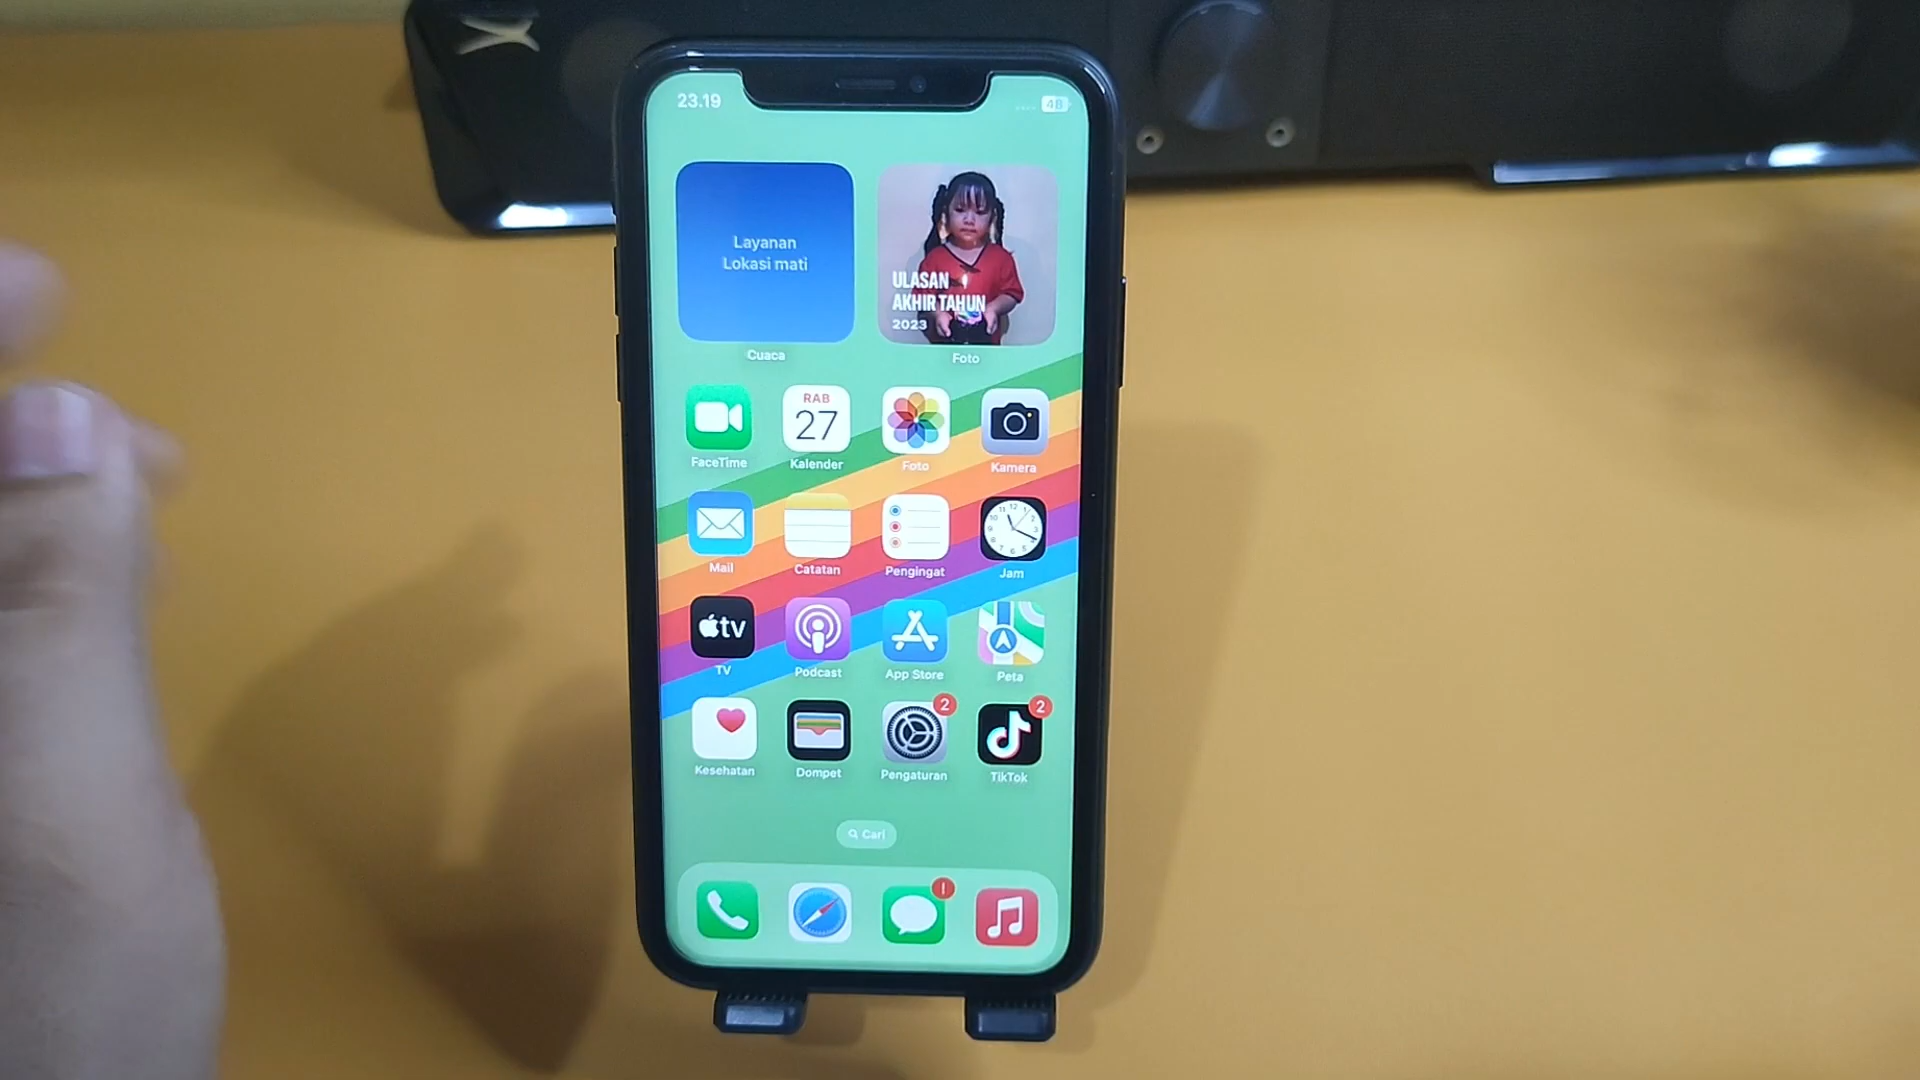 23.19
48
Layanan
Lokasi mati
Cuaca
ULASAN
AKHIR TAHUN
2023
Foto
FaceTime
RAB
27
Kalender
Foto
Kamera
Mail
Catatan
Pengingat
Jam
tv
TV
Podcast
App Store
Peta
Kesehatan
Dompet
2
Pengaturan
2
TikTok
Cari
!